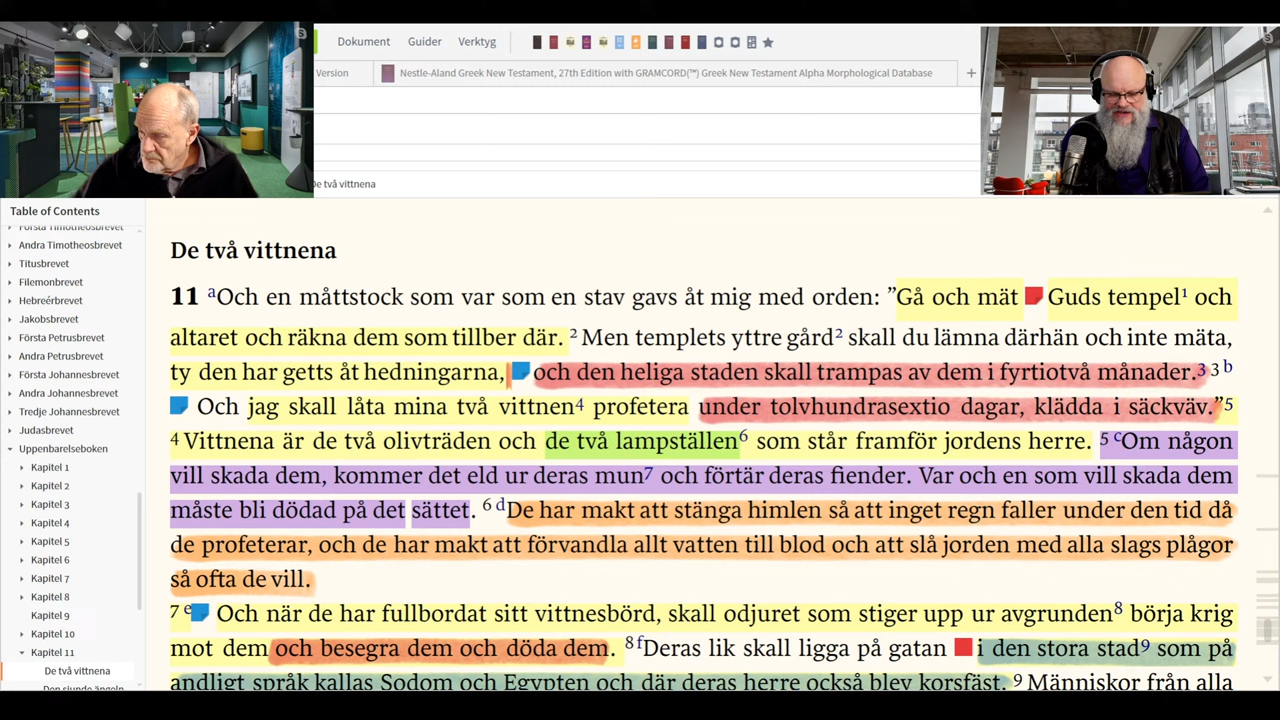 Dokument Guider Verktyg
Version Nestle-Aland Greek New Testament, 27th Edition with GRAMCORD(™) Greek New Testament Alpha Morphological Database +
De två vittnena
Table of Contents
Första Timotheosbrevet
Andra Timotheosbrevet
Titusbrevet
Filemonbrevet
Hebreérbrevet
Jakobsbrevet
Första Petrusbrevet
Andra Petrusbrevet
Första Johannesbrevet
Andra Johannesbrevet
Tredje Johannesbrevet
Judasbrevet
Uppenbarelseboken
Kapitel 1
Kapitel 2
Kapitel 3
Kapitel 4
Kapitel 5
Kapitel 6
Kapitel 7
Kapitel 8
Kapitel 9
Kapitel 10
Kapitel 11
De två vittnena
Den sjunde ängeln
De två vittnena
11 aOch en måttstock som var som en stav gavs åt mig med orden: ”Gå och mät Guds tempel1 och
altaret och räkna dem som tillber där. 2 Men templets yttre gård2 skall du lämna därhän och inte mäta,
ty den har getts åt hedningarna, och den heliga staden skall trampas av dem i fyrtiotvå månader.3 3 b
Och jag skall låta mina två vittnen4 profetera under tolvhundrasextio dagar, klädda i säckväv.”5
4 Vittnena är de två olivträden och de två lampställen6 som står framför jordens herre. 5 cOm någon
vill skada dem, kommer det eld ur deras mun7 och förtär deras fiender. Var och en som vill skada dem
måste bli dödad på det sättet. 6 dDe har makt att stänga himlen så att inget regn faller under den tid då
de profeterar, och de har makt att förvandla allt vatten till blod och att slå jorden med alla slags plågor
så ofta de vill.
7 e Och när de har fullbordat sitt vittnesbörd, skall odjuret som stiger upp ur avgrunden8 börja krig
mot dem och besegra dem och döda dem. 8 fDeras lik skall ligga på gatan i den stora stad9 som på
andligt språk kallas Sodom och Egypten och där deras herre också blev korsfäst. 9 Människor från alla